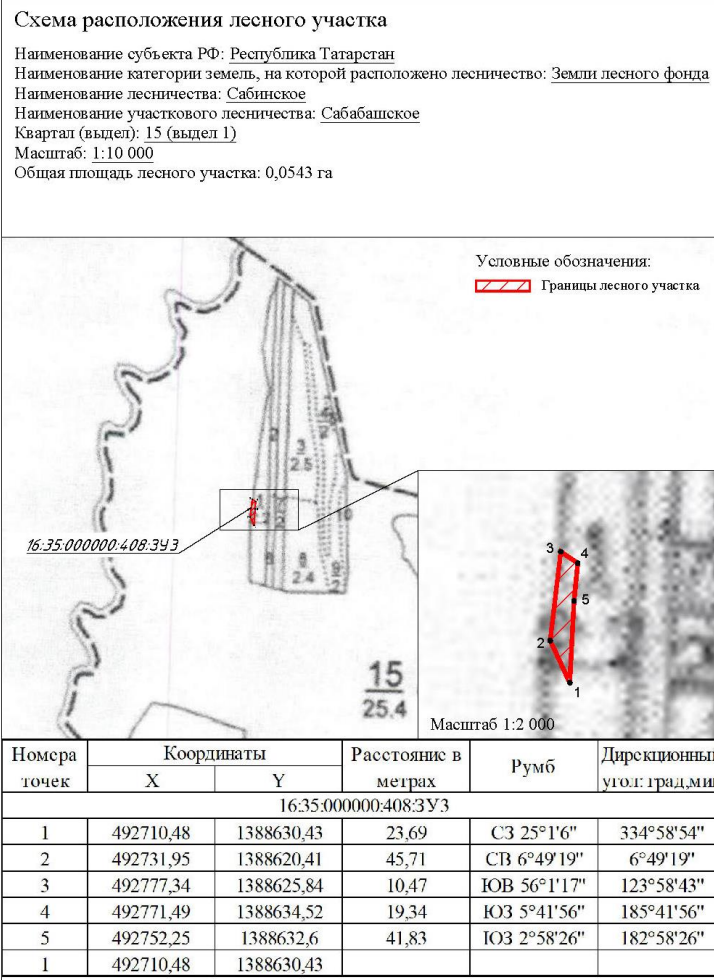 Схема расположения лесного участка
Наименование субъекта РФ: Республика Татарстан
Наименование категории земель, на которой расположено лесничество: Земли лесного фонда
Наименование лесничества: Сабинское
Наименование участкового лесничества: Сабабашское
Квартал (выдел): 15 (выдел 1)
Масштаб: 1:10 000
Общая площадь лесного участка: 0,0543 га
Условные обозначения:
Границы лесного участка
2
3
2.5
1
16:35:000000:408:ЗУ3
8
2.4
15
25.4
3
4
5
2
1
Масштаб 1:2 000
Номера точек Координаты Расстояние в метрах Румб
X Y
16:35:000000:408:ЗУ3
1 492710,48 1388630,43 23,69 СЗ 25°1'6" 334°58'54"
2 492731,95 1388620,41 45,71 СВ 6°49'19" 6°49'19"
3 492777,34 1388625,84 10,47 ЮВ 56°1'17" 123°58'43"
4 492771,49 1388634,52 19,34 ЮЗ 5°41'56" 185°41'56"
5 492752,25 1388632,6 41,83 ЮЗ 2°58'26" 182°58'26"
1 492710,48 1388630,43